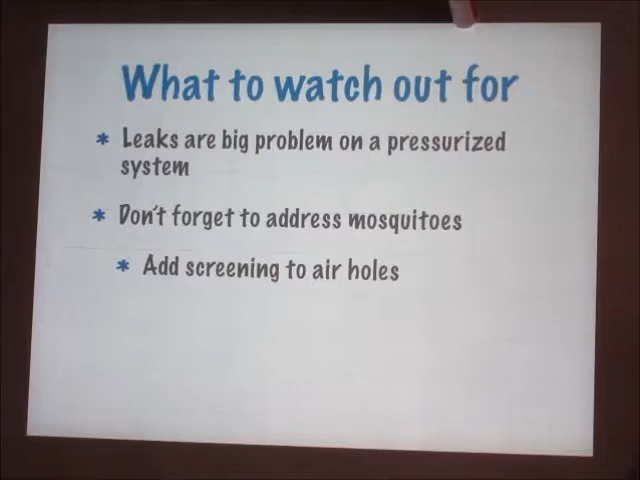 What to watch out for
* Leaks are big problem on a pressurized
system
* Don't forget to address mosquitoes
* Add screening to air holes